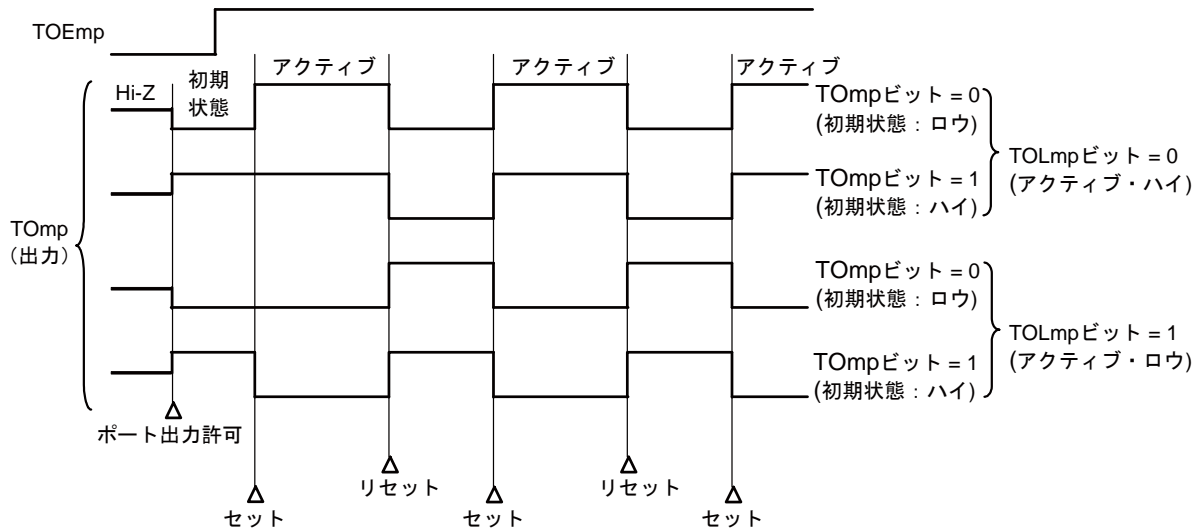 TOEmp
アクティブ
アクティブ
アクティブ
Hi-Z
初期
状態
TOmpビット = 0
(初期状態：ロウ)
TOLmpビット = 0
(アクティブ・ハイ)
TOmpビット = 1
(初期状態：ハイ)
TOmp
（出力）
TOmpビット = 0
(初期状態：ロウ)
TOLmpビット = 1
(アクティブ・ロウ)
TOmpビット = 1
(初期状態：ハイ)
ポート出力許可
リセット
リセット
セット
セット
セット